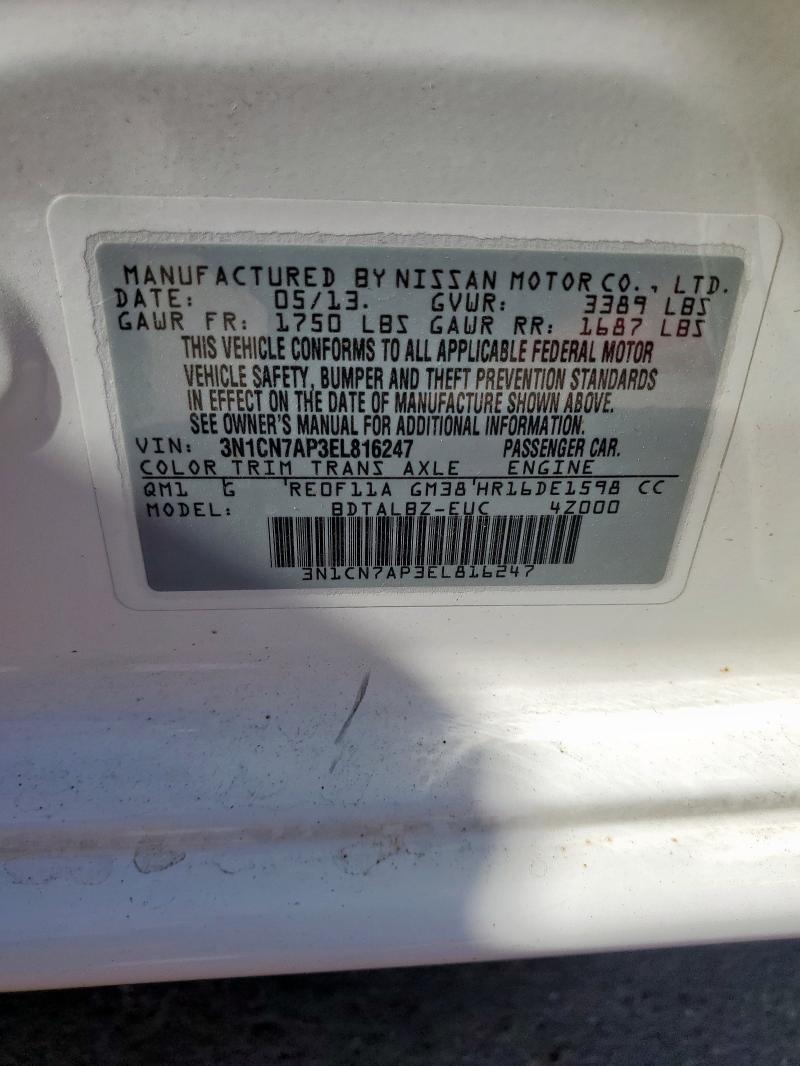 MANUFACTURED BY NISSAN MOTOR CO., LTD.
DATE: 05/13. GVWR: 3389 LBS
GAWR FR: 1750 LBS GAWR RR: 1687 LBS
THIS VEHICLE CONFORMS TO ALL APPLICABLE FEDERAL MOTOR
VEHICLE SAFETY, BUMPER AND THEFT PREVENTION STANDARDS
IN EFFECT ON THE DATE OF MANUFACTURE SHOWN ABOVE.
SEE OWNER'S MANUAL FOR ADDITIONAL INFORMATION.
VIN: 3N1CN7AP3EL816247 PASSENGER CAR.
COLOR TRIM TRANS AXLE ENGINE
QM1 G RE0F11A GM38 HR16DE1598 CC
MODEL: BDTALBZ-EUC 4Z000
3N1CN7AP3EL816247